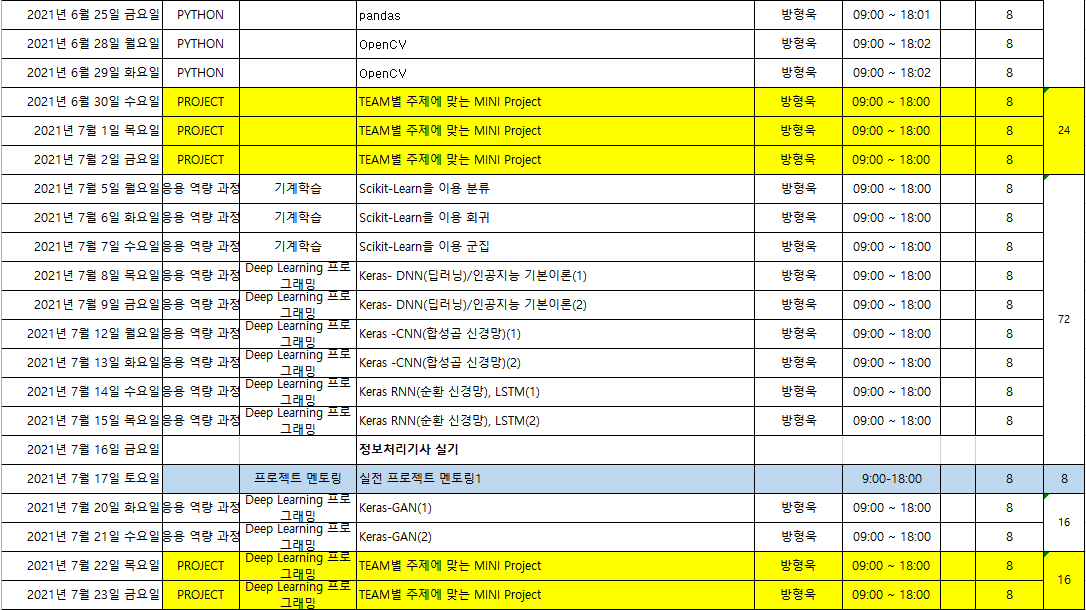 2021년 6월 25일 금요일 PYTHON pandas 방형욱 09:00 ~ 18:01 8
2021년 6월 28일 월요일 PYTHON OpenCV 방형욱 09:00 ~ 18:02 8
2021년 6월 29일 화요일 PYTHON OpenCV 방형욱 09:00 ~ 18:02 8
2021년 6월 30일 수요일 PROJECT TEAM별 주제에 맞는 MINI Project 방형욱 09:00 ~ 18:00 8
2021년 7월 1일 목요일 PROJECT TEAM별 주제에 맞는 MINI Project 방형욱 09:00 ~ 18:00 8 24
2021년 7월 2일 금요일 PROJECT TEAM별 주제에 맞는 MINI Project 방형욱 09:00 ~ 18:00 8
2021년 7월 5일 월요일 응용 역량 과정 기계학습 Scikit-Learn을 이용 분류 방형욱 09:00 ~ 18:00 8
2021년 7월 6일 화요일 응용 역량 과정 기계학습 Scikit-Learn을 이용 회귀 방형욱 09:00 ~ 18:00 8
2021년 7월 7일 수요일 응용 역량 과정 기계학습 Scikit-Learn을 이용 군집 방형욱 09:00 ~ 18:00 8
2021년 7월 8일 목요일 응용 역량 과정 Deep Learning 프로그래밍 Keras- DNN(딥러닝)/인공지능 기본이론(1) 방형욱 09:00 ~ 18:00 8
2021년 7월 9일 금요일 응용 역량 과정 Deep Learning 프로그래밍 Keras- DNN(딥러닝)/인공지능 기본이론(2) 방형욱 09:00 ~ 18:00 8
2021년 7월 12일 월요일 응용 역량 과정 Deep Learning 프로그래밍 Keras -CNN(합성곱 신경망)(1) 방형욱 09:00 ~ 18:00 8 72
2021년 7월 13일 화요일 응용 역량 과정 Deep Learning 프로그래밍 Keras -CNN(합성곱 신경망)(2) 방형욱 09:00 ~ 18:00 8
2021년 7월 14일 수요일 응용 역량 과정 Deep Learning 프로그래밍 Keras RNN(순환 신경망), LSTM(1) 방형욱 09:00 ~ 18:00 8
2021년 7월 15일 목요일 응용 역량 과정 Deep Learning 프로그래밍 Keras RNN(순환 신경망), LSTM(2) 방형욱 09:00 ~ 18:00 8
2021년 7월 16일 금요일 정보처리기사 실기
2021년 7월 17일 토요일 프로젝트 멘토링 실전 프로젝트 멘토링1 9:00-18:00 8 8
2021년 7월 20일 화요일 응용 역량 과정 Deep Learning 프로그래밍 Keras-GAN(1) 방형욱 09:00 ~ 18:00 8 16
2021년 7월 21일 수요일 응용 역량 과정 Deep Learning 프로그래밍 Keras-GAN(2) 방형욱 09:00 ~ 18:00 8
2021년 7월 22일 목요일 PROJECT Deep Learning 프로그래밍 TEAM별 주제에 맞는 MINI Project 방형욱 09:00 ~ 18:00 8 16
2021년 7월 23일 금요일 PROJECT Deep Learning 프로그래밍 TEAM별 주제에 맞는 MINI Project 방형욱 09:00 ~ 18:00 8